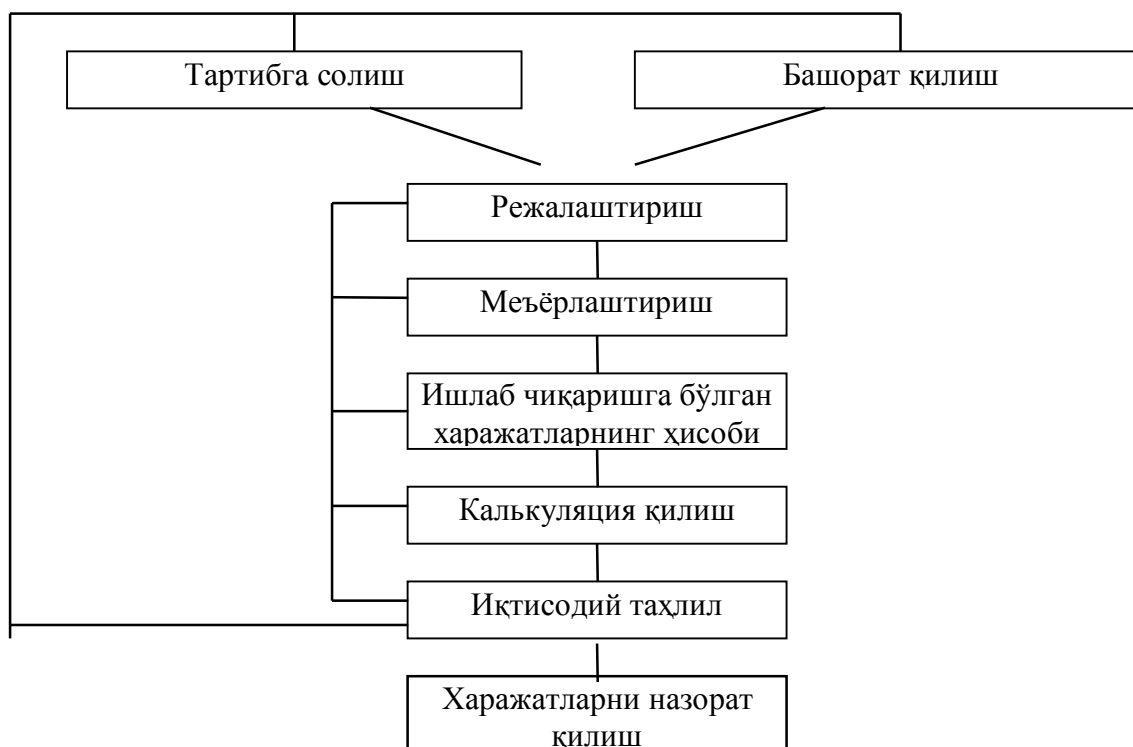 Тартибга солиш
Башорат қилиш
Режалаштириш
Меъёрлаштириш
Ишлаб чиқаришга бўлган
харажатларнинг ҳисоби
Калькуляция қилиш
Иқтисодий таҳлил
Харажатларни назорат
қилиш